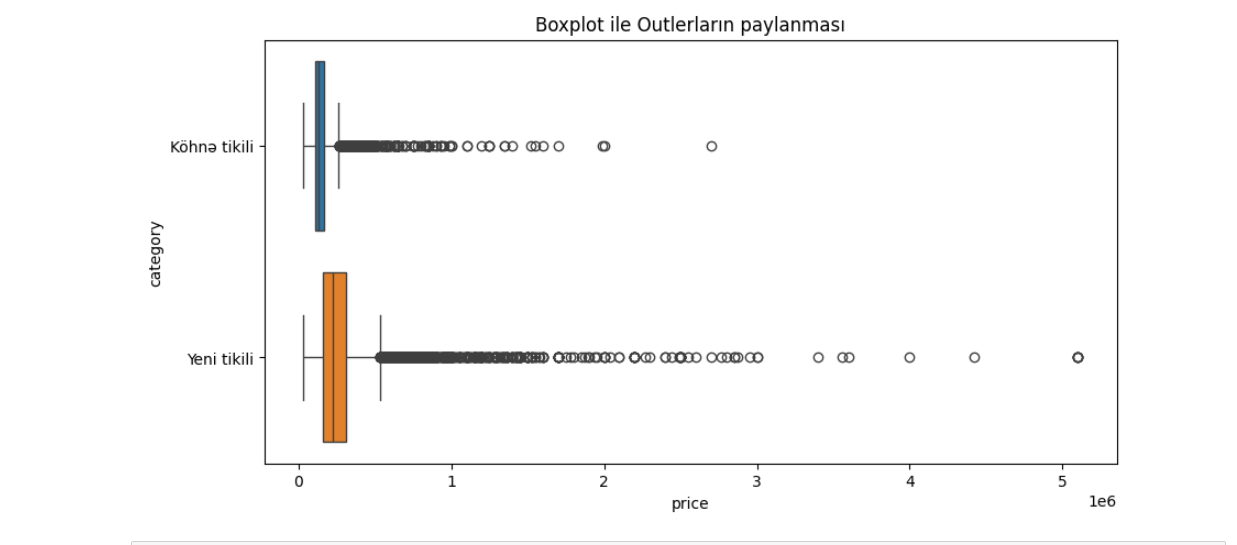 Boxplot ile Outlerların paylanması
Köhnə tikili
category
Yeni tikili
0 1 2 3 4 5
1e6
price